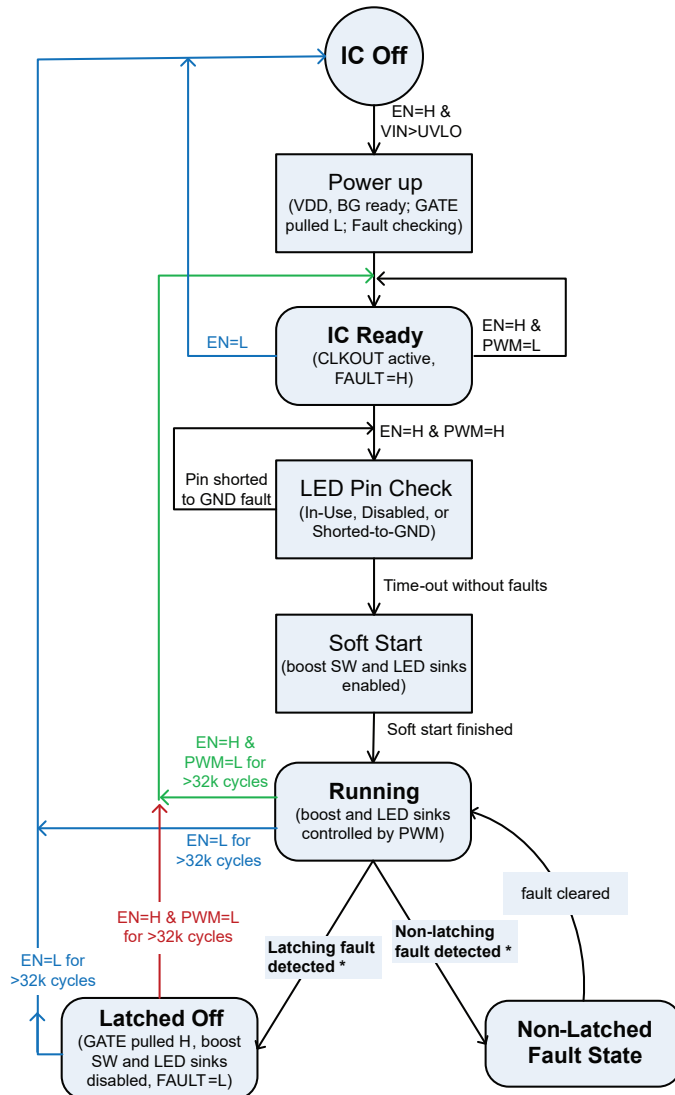 IC Off
EN=H &
VIN>UVLO
Power up
(VDD, BG ready; GATE
pulled L; Fault checking)
EN=L
IC Ready
(CLKOUT active,
FAULT=H)
EN=H &
PWM=L
EN=H & PWM=H
Pin shorted
to GND fault
LED Pin Check
(In-Use, Disabled, or
Shorted-to-GND)
Time-out without faults
Soft Start
(boost SW and LED sinks
enabled)
Soft start finished
EN=H &
PWM=L for
>32k cycles
Running
(boost and LED sinks
controlled by PWM)
EN=L for
>32k cycles
fault cleared
EN=H & PWM=L
for >32k cycles
Latching fault
detected *
Non-latching
fault detected *
EN=L for
>32k cycles
Latched Off
(GATE pulled H, boost
SW and LED sinks
disabled, FAULT=L)
Non-Latched
Fault State